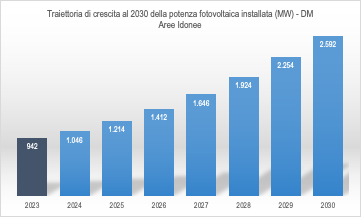 Traiettoria di crescita al 2030 della potenza fotovoltaica installata (MW) - DM
Aree Idonee
942
1.046
1.214
1.412
1.646
1.924
2.254
2.592
2023 2024 2025 2026 2027 2028 2029 2030